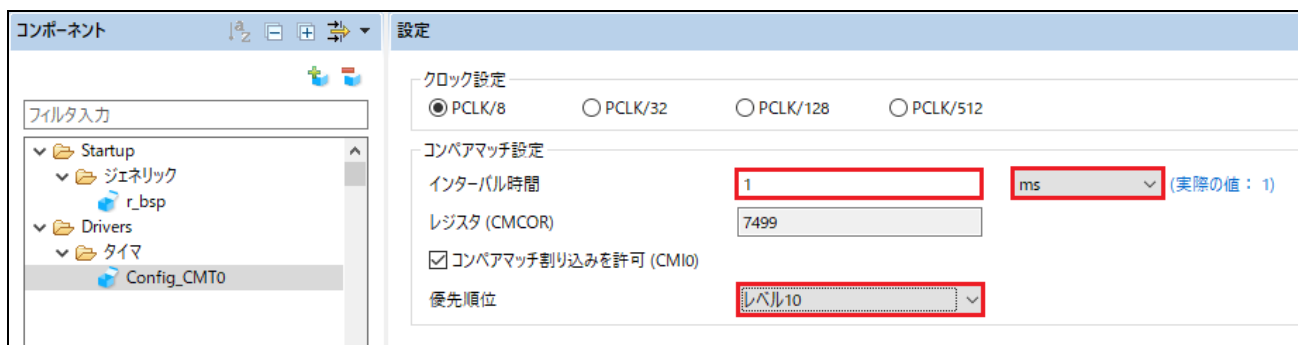 コンポーネント
設定
フィルタ入力
Startup
ジェネリック
r_bsp
Drivers
タイマ
Config_CMT0
クロック設定
PCLK/8 PCLK/32 PCLK/128 PCLK/512
コンペアマッチ設定
インターバル時間 1 ms (実際の値： 1)
レジスタ (CMCOR) 7499
コンペアマッチ割り込みを許可 (CMI0)
優先順位 レベル10